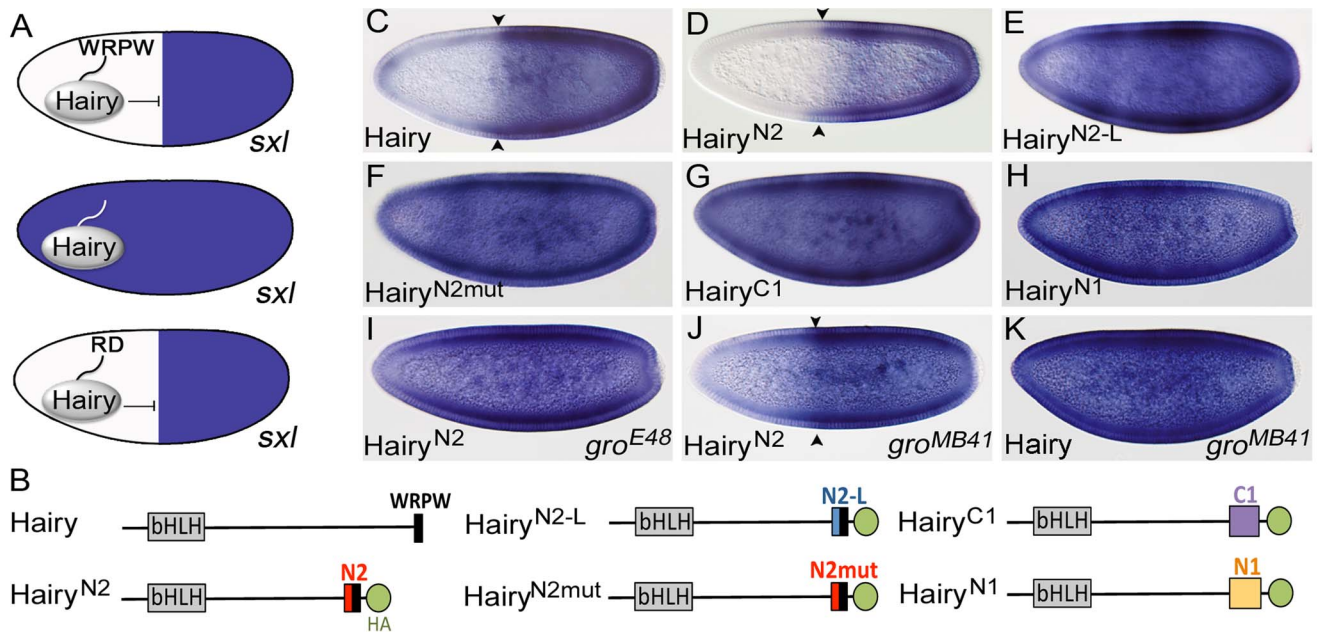 A
WRPW
Hairy
sxl
Hairy
sxl
RD
Hairy
sxl
C
Hairy
D
Hairy N2
E
Hairy N2-L
F
Hairy N2mut
G
Hairy C1
H
Hairy N1
I
Hairy N2 gro E48
J
Hairy N2 gro MB41
K
Hairy gro MB41
B
Hairy bHLH WRPW
Hairy N2 bHLH N2 HA
Hairy N2-L bHLH N2-L
Hairy N2mut bHLH N2mut
Hairy C1 bHLH C1
Hairy N1 bHLH N1